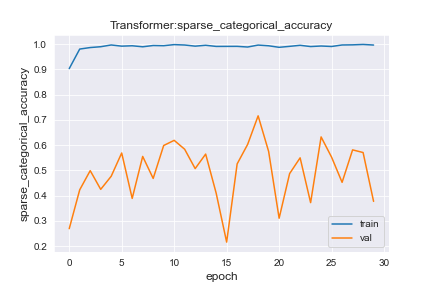 Transformer:sparse_categorical_accuracy
1.0
0.9
0.8
0.7
0.6
0.5
0.4
0.3
0.2
sparse_categorical_accuracy
0 5 10 15 20 25 30
epoch
train
val